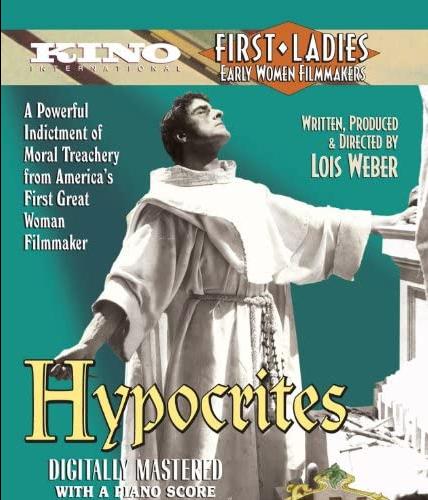 KINO
INTERNATIONAL
FIRST•LADIES
EARLY WOMEN FILMMAKERS
A Powerful
Indictment of
Moral Treachery
from America's
First Great
Woman
Filmmaker
WRITTEN, PRODUCED
& DIRECTED BY
LOIS WEBER
Hypocrites
DIGITALLY MASTERED
WITH A PIANO SCORE